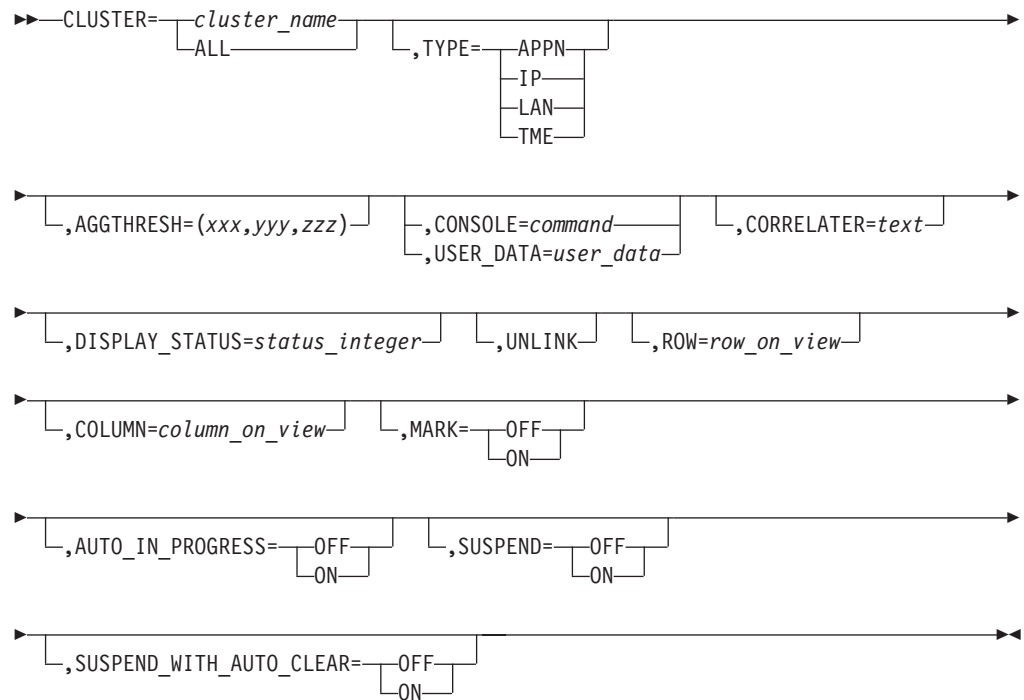 CLUSTER= cluster_name ,TYPE= APPN
ALL IP
LAN
TME
,AGGTHRESH=(xxx,yyy,zzz) ,CONSOLE=command ,CORRELATER=text
,USER_DATA=user_data
,DISPLAY_STATUS=status_integer ,UNLINK ,ROW=row_on_view
,COLUMN=column_on_view ,MARK= OFF
ON
,AUTO_IN_PROGRESS= OFF ,SUSPEND= OFF
ON ON
,SUSPEND_WITH_AUTO_CLEAR= OFF
ON